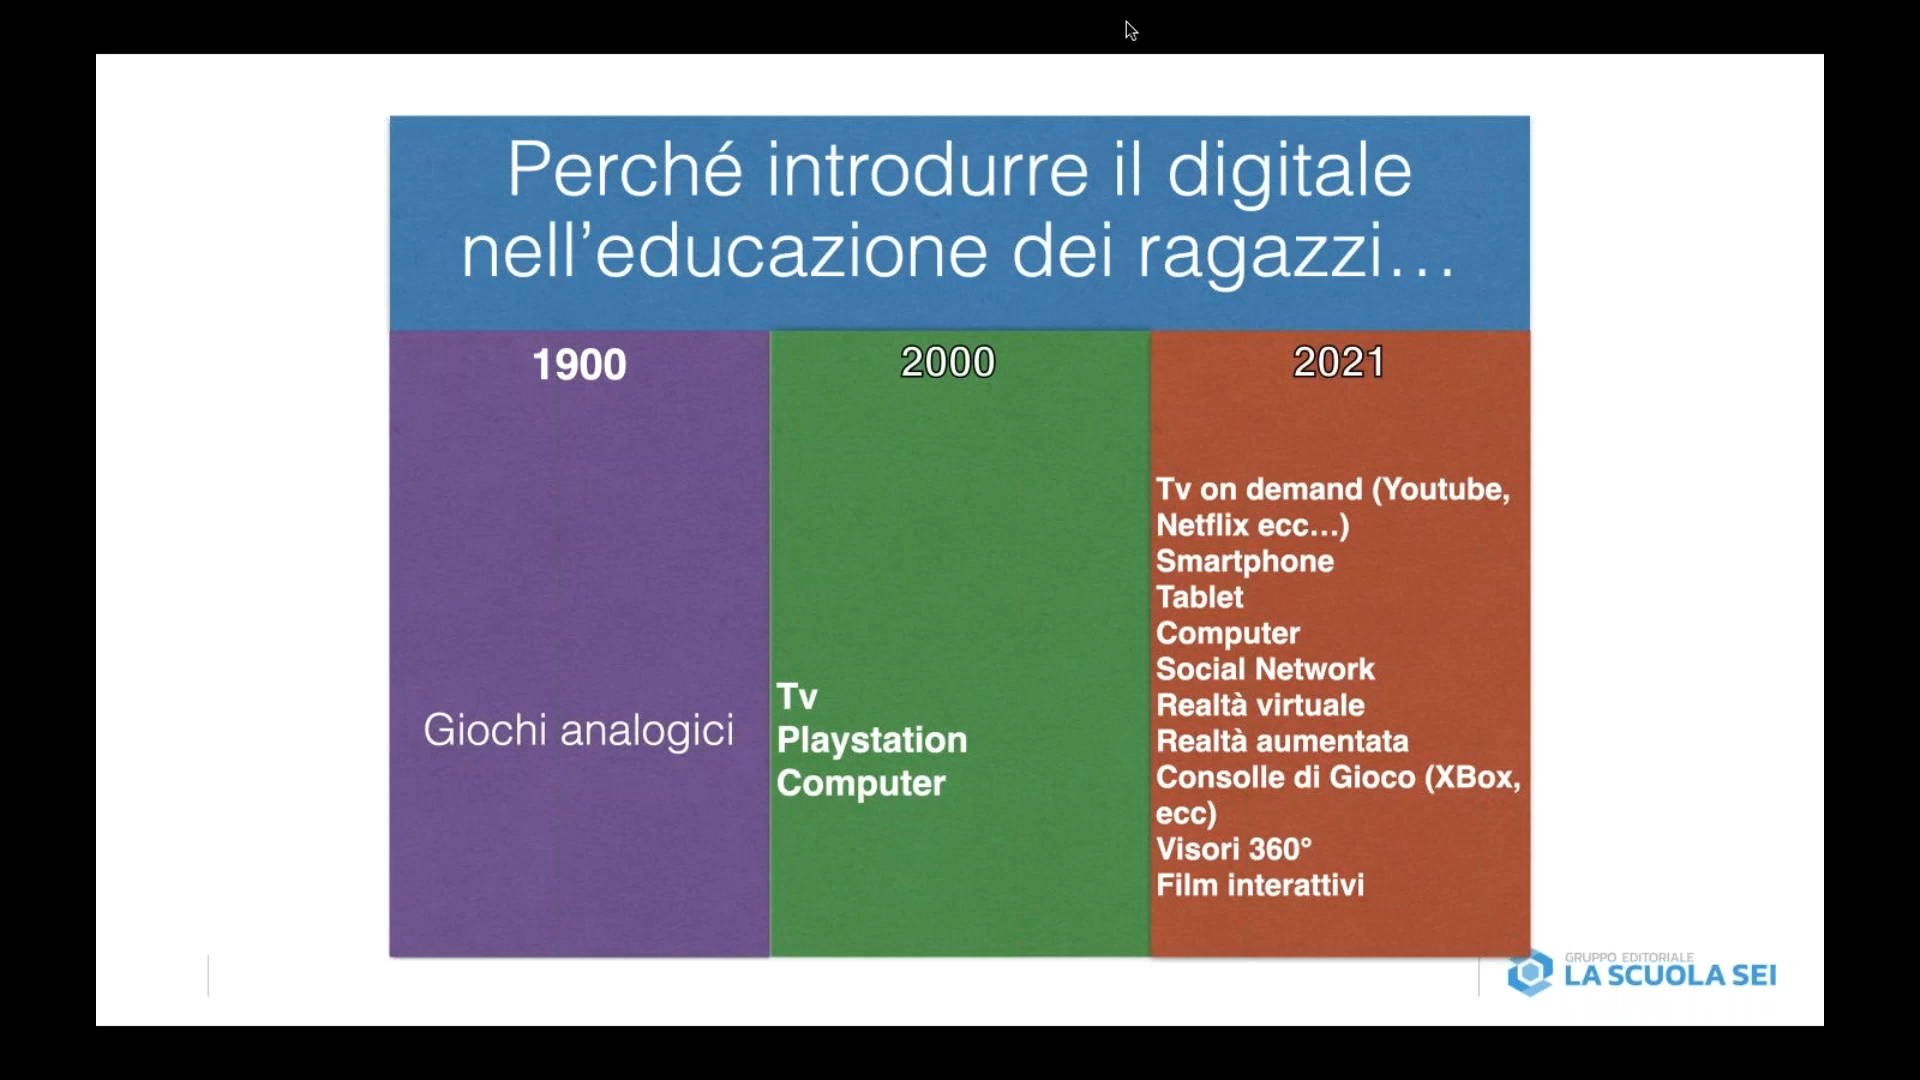 Perché introdurre il digitale
nell’educazione dei ragazzi…
1900
Giochi analogici
2000
Tv
Playstation
Computer
2021
Tv on demand (Youtube,
Netflix ecc…)
Smartphone
Tablet
Computer
Social Network
Realtà virtuale
Realtà aumentata
Consolle di Gioco (XBox,
ecc)
Visori 360°
Film interattivi
GRUPPO EDITORIALE
LA SCUOLA SEI